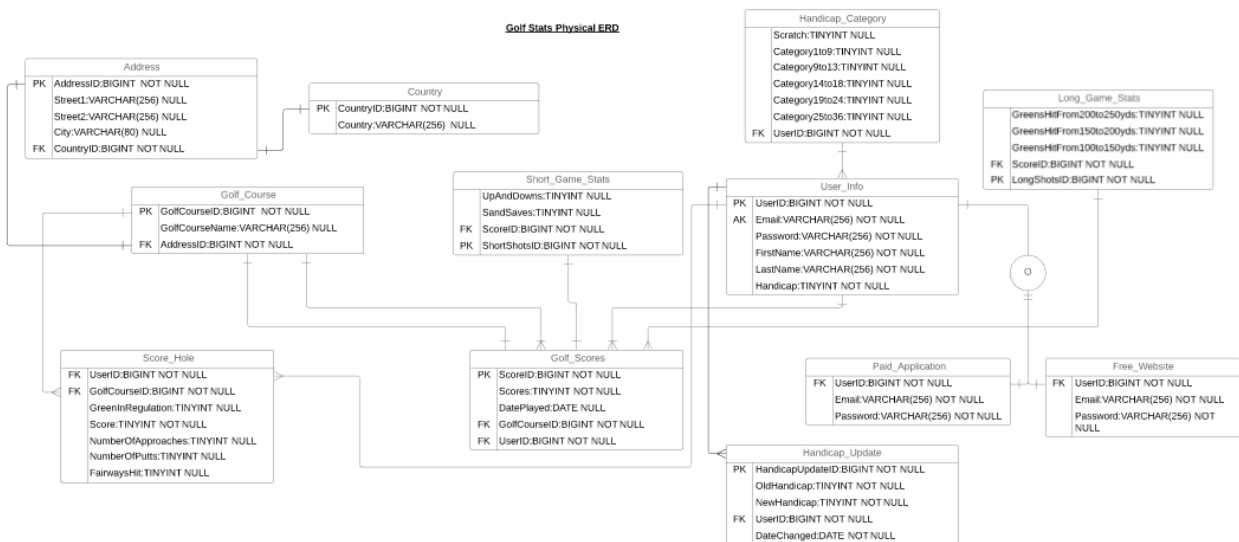 Golf Stats Physical ERD
Handicap_Category
Scratch:TINYINT NULL
Category1to9:TINYINT NULL
Category9to13:TINYINT NULL
Category14to18:TINYINT NULL
Category19to24:TINYINT NULL
Category25to36:TINYINT NULL
FK UserID:BIGINT NOT NULL
Address
PK AddressID:BIGINT NOT NULL
Street1:VARCHAR(256) NULL
Street2:VARCHAR(256) NULL
City:VARCHAR(80) NULL
FK CountryID:BIGINT NOT NULL
Country
PK CountryID:BIGINT NOT NULL
Country:VARCHAR(256) NULL
Long_Game_Stats
GreensHitFrom200to250yds:TINYINT NULL
GreensHitFrom150to200yds:TINYINT NULL
GreensHitFrom100to150yds:TINYINT NULL
FK ScoreID:BIGINT NOT NULL
PK LongShotsID:BIGINT NOT NULL
Short_Game_Stats
UpAndDowns:TINYINT NULL
SandSaves:TINYINT NULL
FK ScoreID:BIGINT NOT NULL
PK ShortShotsID:BIGINT NOT NULL
User_Info
PK UserID:BIGINT NOT NULL
AK Email:VARCHAR(256) NOT NULL
Password:VARCHAR(256) NOT NULL
FirstName:VARCHAR(256) NOT NULL
LastName:VARCHAR(256) NOT NULL
Handicap:TINYINT NOT NULL
Golf_Course
PK GolfCourseID:BIGINT NOT NULL
GolfCourseName:VARCHAR(256) NULL
FK AddressID:BIGINT NOT NULL
O
Score_Hole
FK UserID:BIGINT NOT NULL
FK GolfCourseID:BIGINT NOT NULL
GreenInRegulation:TINYINT NULL
Score:TINYINT NULL
NumberOfApproaches:TINYINT NULL
NumberOfPutts:TINYINT NULL
FairwaysHit:TINYINT NULL
Golf_Scores
PK ScoreID:BIGINT NOT NULL
Scores:TINYINT NULL
DatePlayed:DATE NULL
FK GolfCourseID:BIGINT NOT NULL
FK UserID:BIGINT NOT NULL
Paid_Application
FK UserID:BIGINT NOT NULL
Email:VARCHAR(256) NOT NULL
Password:VARCHAR(256) NOT NULL
Free_Website
FK UserID:BIGINT NOT NULL
Email:VARCHAR(256) NOT NULL
Password:VARCHAR(256) NOT
NULL
Handicap_Update
PK HandicapUpdateID:BIGINT NOT NULL
OldHandicap:TINYINT NOT NULL
NewHandicap:TINYINT NOT NULL
FK UserID:BIGINT NOT NULL
DateChanged:DATE NOT NULL